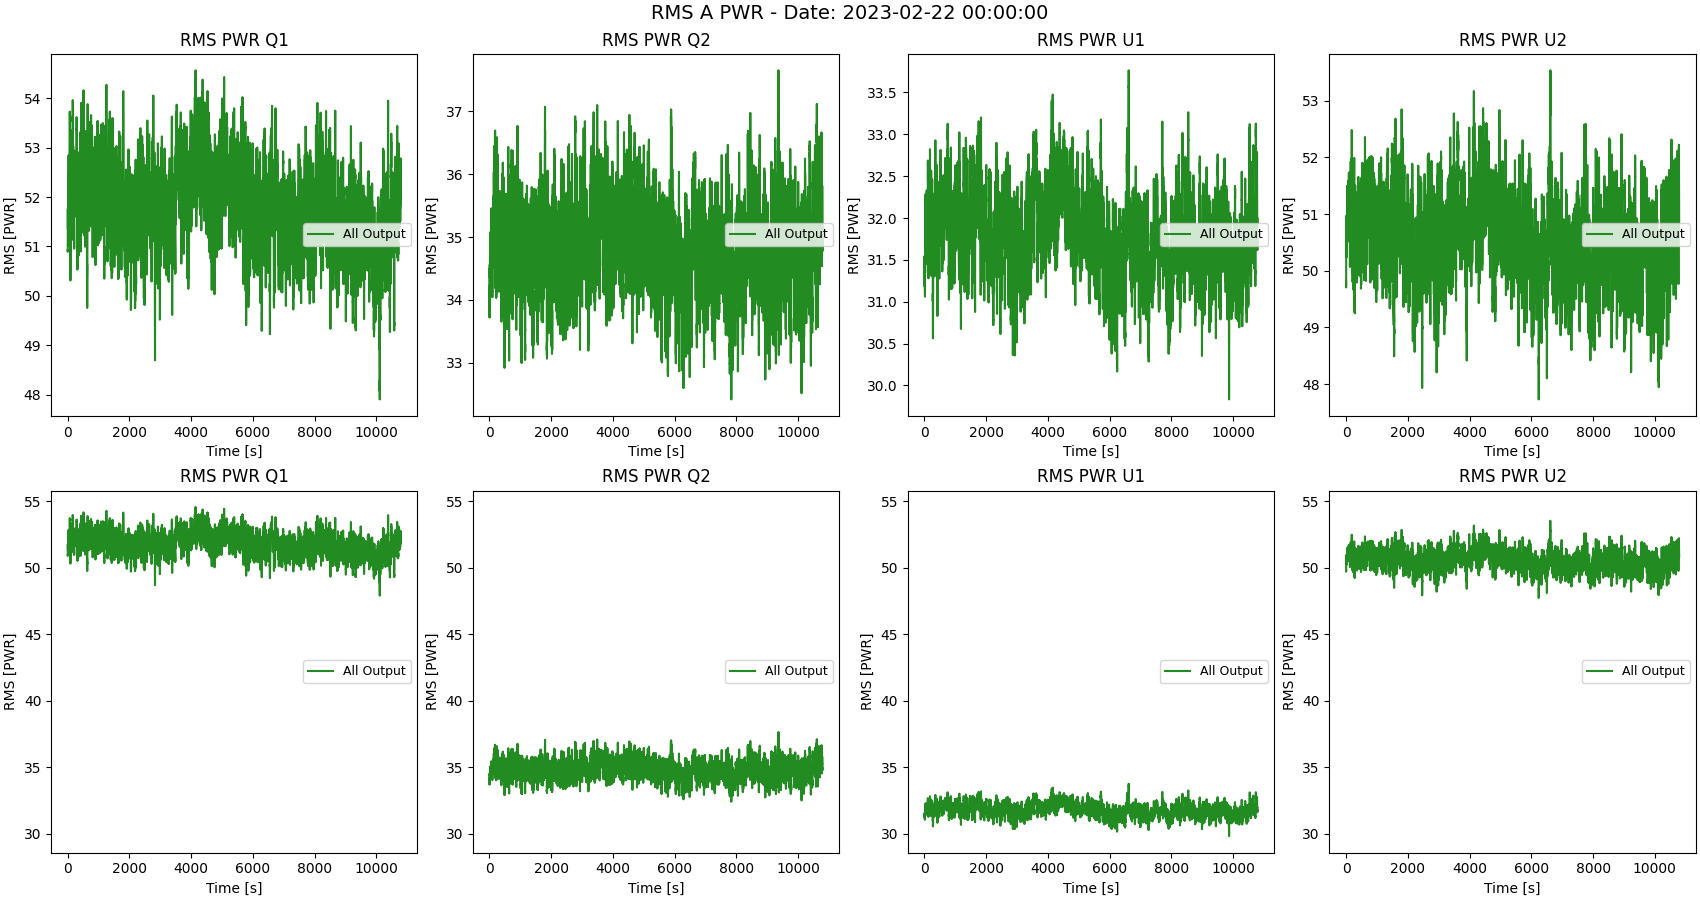 RMS A PWR - Date: 2023-02-22 00:00:00
RMS PWR Q1
RMS [PWR]
54
53
52
51
50
49
48
All Output
0 2000 4000 6000 8000 10000
Time [s]
RMS PWR Q2
RMS [PWR]
37
36
35
34
33
All Output
0 2000 4000 6000 8000 10000
Time [s]
RMS PWR U1
RMS [PWR]
33.5
33.0
32.5
32.0
31.5
31.0
30.5
30.0
All Output
0 2000 4000 6000 8000 10000
Time [s]
RMS PWR U2
RMS [PWR]
53
52
51
50
49
48
All Output
0 2000 4000 6000 8000 10000
Time [s]
RMS PWR Q1
RMS [PWR]
55
50
45
40
35
30
All Output
0 2000 4000 6000 8000 10000
Time [s]
RMS PWR Q2
RMS [PWR]
55
50
45
40
35
30
All Output
0 2000 4000 6000 8000 10000
Time [s]
RMS PWR U1
RMS [PWR]
55
50
45
40
35
30
All Output
0 2000 4000 6000 8000 10000
Time [s]
RMS PWR U2
RMS [PWR]
55
50
45
40
35
30
All Output
0 2000 4000 6000 8000 10000
Time [s]